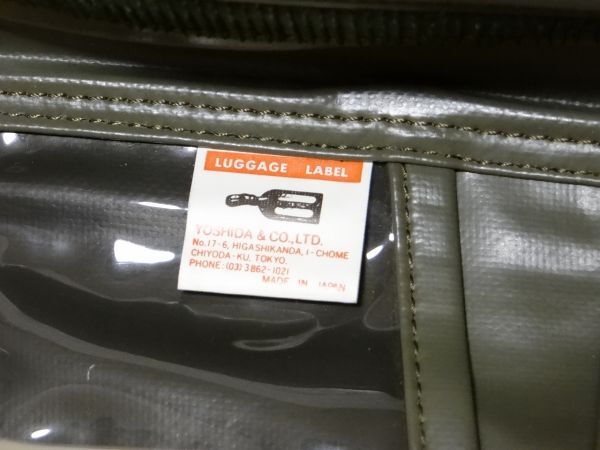 LUGGAGE LABEL
YOSHIDA & CO.,LTD.
No.17-6, HIGASHIKANDA, 1-CHOME
CHIYODA-KU, TOKYO.
PHONE: (03) 3862-1021
MADE IN JAPAN